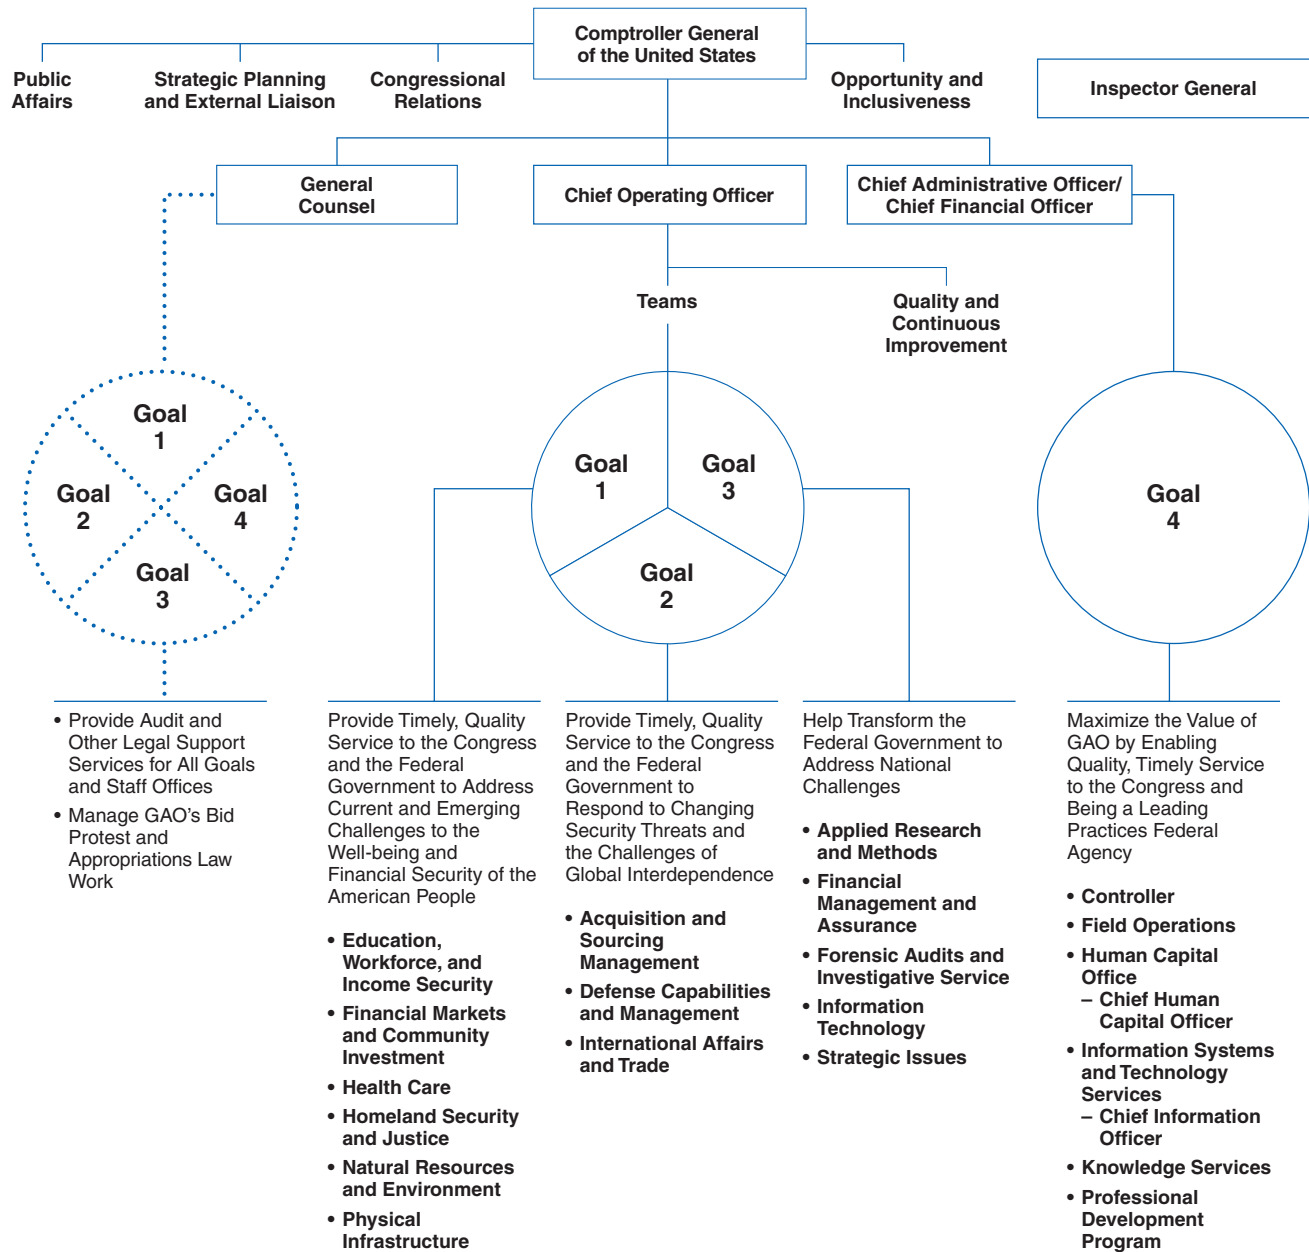 Comptroller General
of the United States
Public
Affairs
Strategic Planning
and External Liaison
Congressional
Relations
Opportunity and
Inclusiveness
Inspector General
General
Counsel
Chief Operating Officer
Chief Administrative Officer/
Chief Financial Officer
Teams
Quality and
Continuous
Improvement
Goal
1
Goal
2
Goal
4
Goal
3
Goal
1
Goal
3
Goal
2
Goal
4
• Provide Audit and
Other Legal Support
Services for All Goals
and Staff Offices
• Manage GAO’s Bid
Protest and
Appropriations Law
Work
Provide Timely, Quality
Service to the Congress
and the Federal
Government to Address
Current and Emerging
Challenges to the
Well-being and
Financial Security of the
American People
• Education,
Workforce, and
Income Security
• Financial Markets
and Community
Investment
• Health Care
• Homeland Security
and Justice
• Natural Resources
and Environment
• Physical
Infrastructure
Provide Timely, Quality
Service to the Congress
and the Federal
Government to
Respond to Changing
Security Threats and
the Challenges of
Global Interdependence
• Acquisition and
Sourcing
Management
• Defense Capabilities
and Management
• International Affairs
and Trade
Help Transform the
Federal Government to
Address National
Challenges
• Applied Research
and Methods
• Financial
Management and
Assurance
• Forensic Audits and
Investigative Service
• Information
Technology
• Strategic Issues
Maximize the Value of
GAO by Enabling
Quality, Timely Service
to the Congress and
Being a Leading
Practices Federal
Agency
• Controller
• Field Operations
• Human Capital
Office
– Chief Human
Capital Officer
• Information Systems
and Technology
Services
– Chief Information
Officer
• Knowledge Services
• Professional
Development
Program